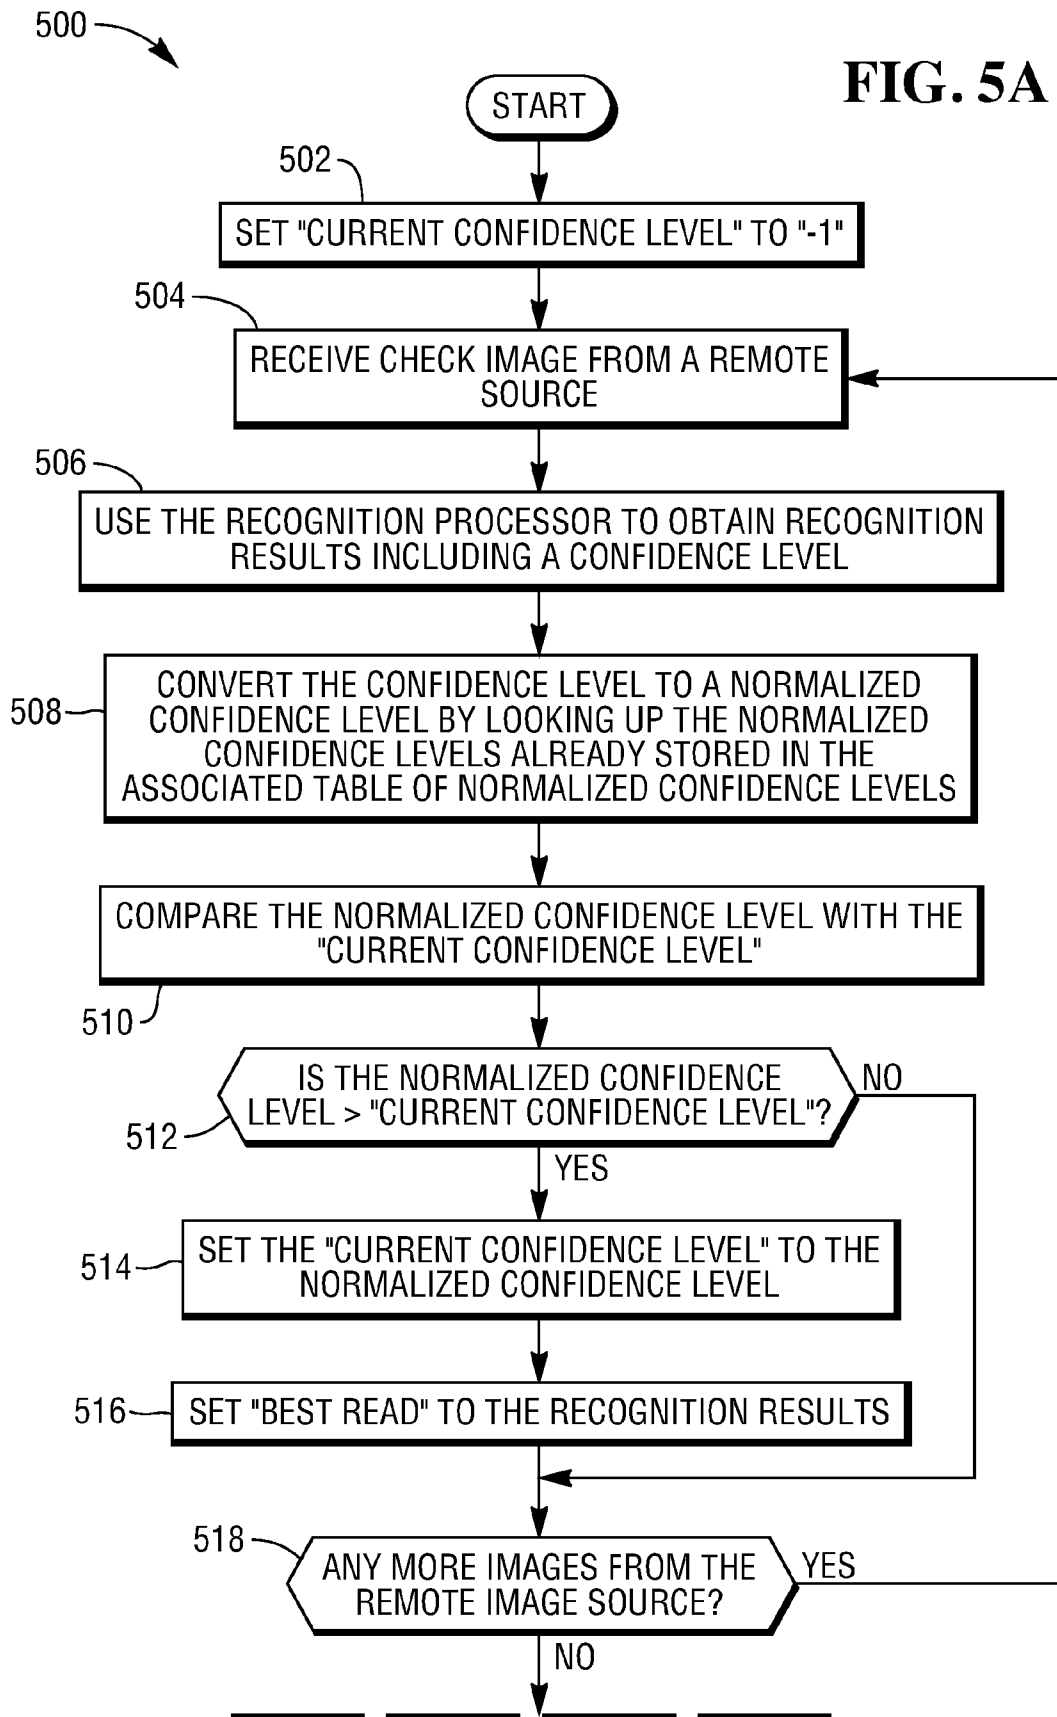 500
FIG. 5A
START
502
SET "CURRENT CONFIDENCE LEVEL" TO "-1"
504
RECEIVE CHECK IMAGE FROM A REMOTE
SOURCE
506
USE THE RECOGNITION PROCESSOR TO OBTAIN RECOGNITION
RESULTS INCLUDING A CONFIDENCE LEVEL
508
CONVERT THE CONFIDENCE LEVEL TO A NORMALIZED
CONFIDENCE LEVEL BY LOOKING UP THE NORMALIZED
CONFIDENCE LEVELS ALREADY STORED IN THE
ASSOCIATED TABLE OF NORMALIZED CONFIDENCE LEVELS
COMPARE THE NORMALIZED CONFIDENCE LEVEL WITH THE
"CURRENT CONFIDENCE LEVEL"
510
IS THE NORMALIZED CONFIDENCE
LEVEL > "CURRENT CONFIDENCE LEVEL"?
NO
512
YES
514
SET THE "CURRENT CONFIDENCE LEVEL" TO THE
NORMALIZED CONFIDENCE LEVEL
516
SET "BEST READ" TO THE RECOGNITION RESULTS
518
ANY MORE IMAGES FROM THE
REMOTE IMAGE SOURCE?
YES
NO